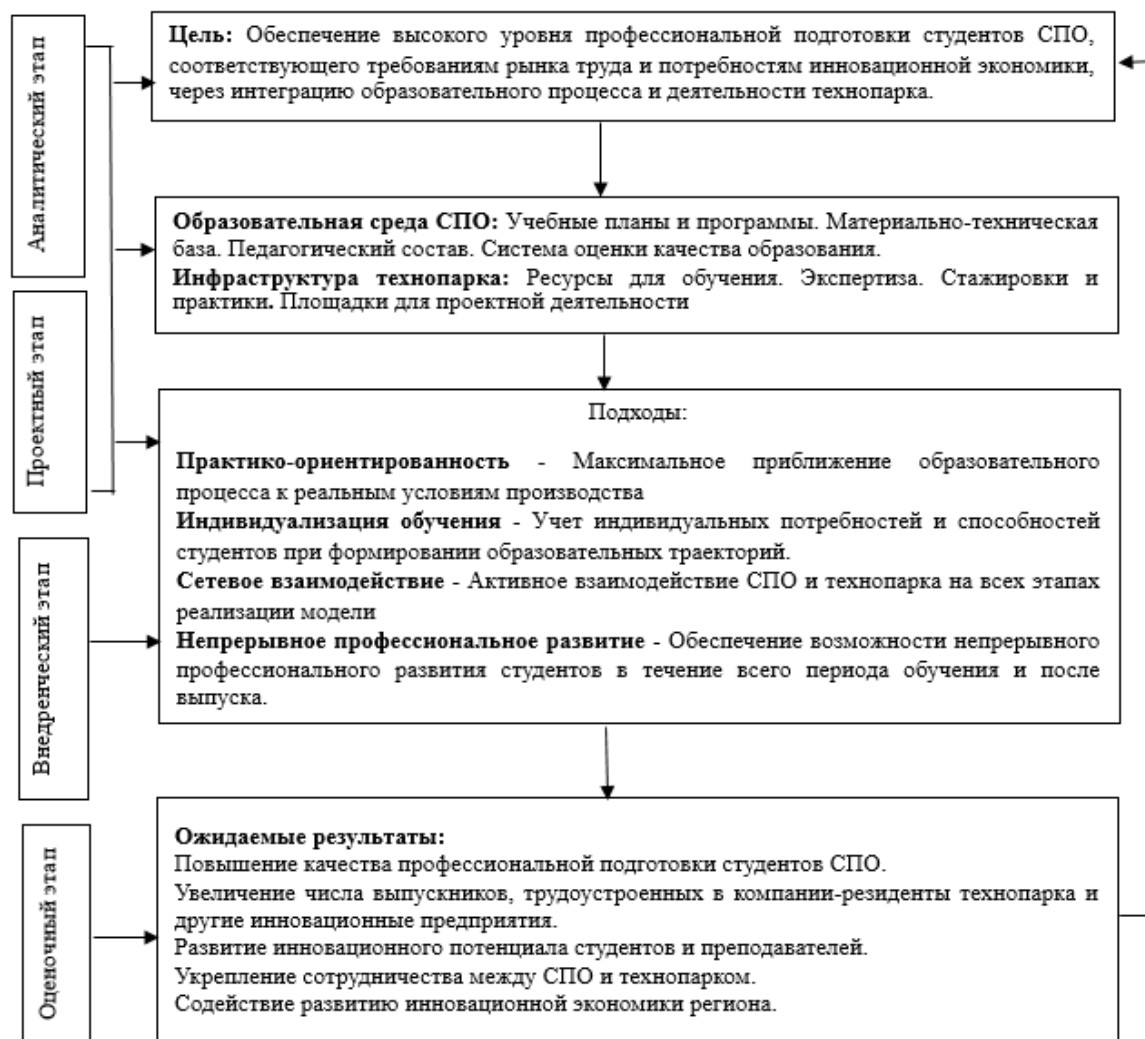 Аналитический этап
Цель: Обеспечение высокого уровня профессиональной подготовки студентов СПО,
соответствующего требованиям рынка труда и потребностям инновационной экономики,
через интеграцию образовательного процесса и деятельности технопарка.
Образовательная среда СПО: Учебные планы и программы. Материально-техническая
база. Педагогический состав. Система оценки качества образования.
Инфраструктура технопарка: Ресурсы для обучения. Экспертиза. Стажировки и
практики. Площадки для проектной деятельности
Проектный этап
Подходы:
Практико-ориентированность - Максимальное приближение образовательного
процесса к реальным условиям производства
Индивидуализация обучения - Учет индивидуальных потребностей и способностей
студентов при формировании образовательных траекторий.
Сетевое взаимодействие - Активное взаимодействие СПО и технопарка на всех этапах
реализации модели
Непрерывное профессиональное развитие - Обеспечение возможности непрерывного
профессионального развития студентов в течение всего периода обучения и после
выпуска.
Внедренческий этап
Оценочный этап
Ожидаемые результаты:
Повышение качества профессиональной подготовки студентов СПО.
Увеличение числа выпускников, трудоустроенных в компании-резиденты технопарка и
другие инновационные предприятия.
Развитие инновационного потенциала студентов и преподавателей.
Укрепление сотрудничества между СПО и технопарком.
Содействие развитию инновационной экономики региона.